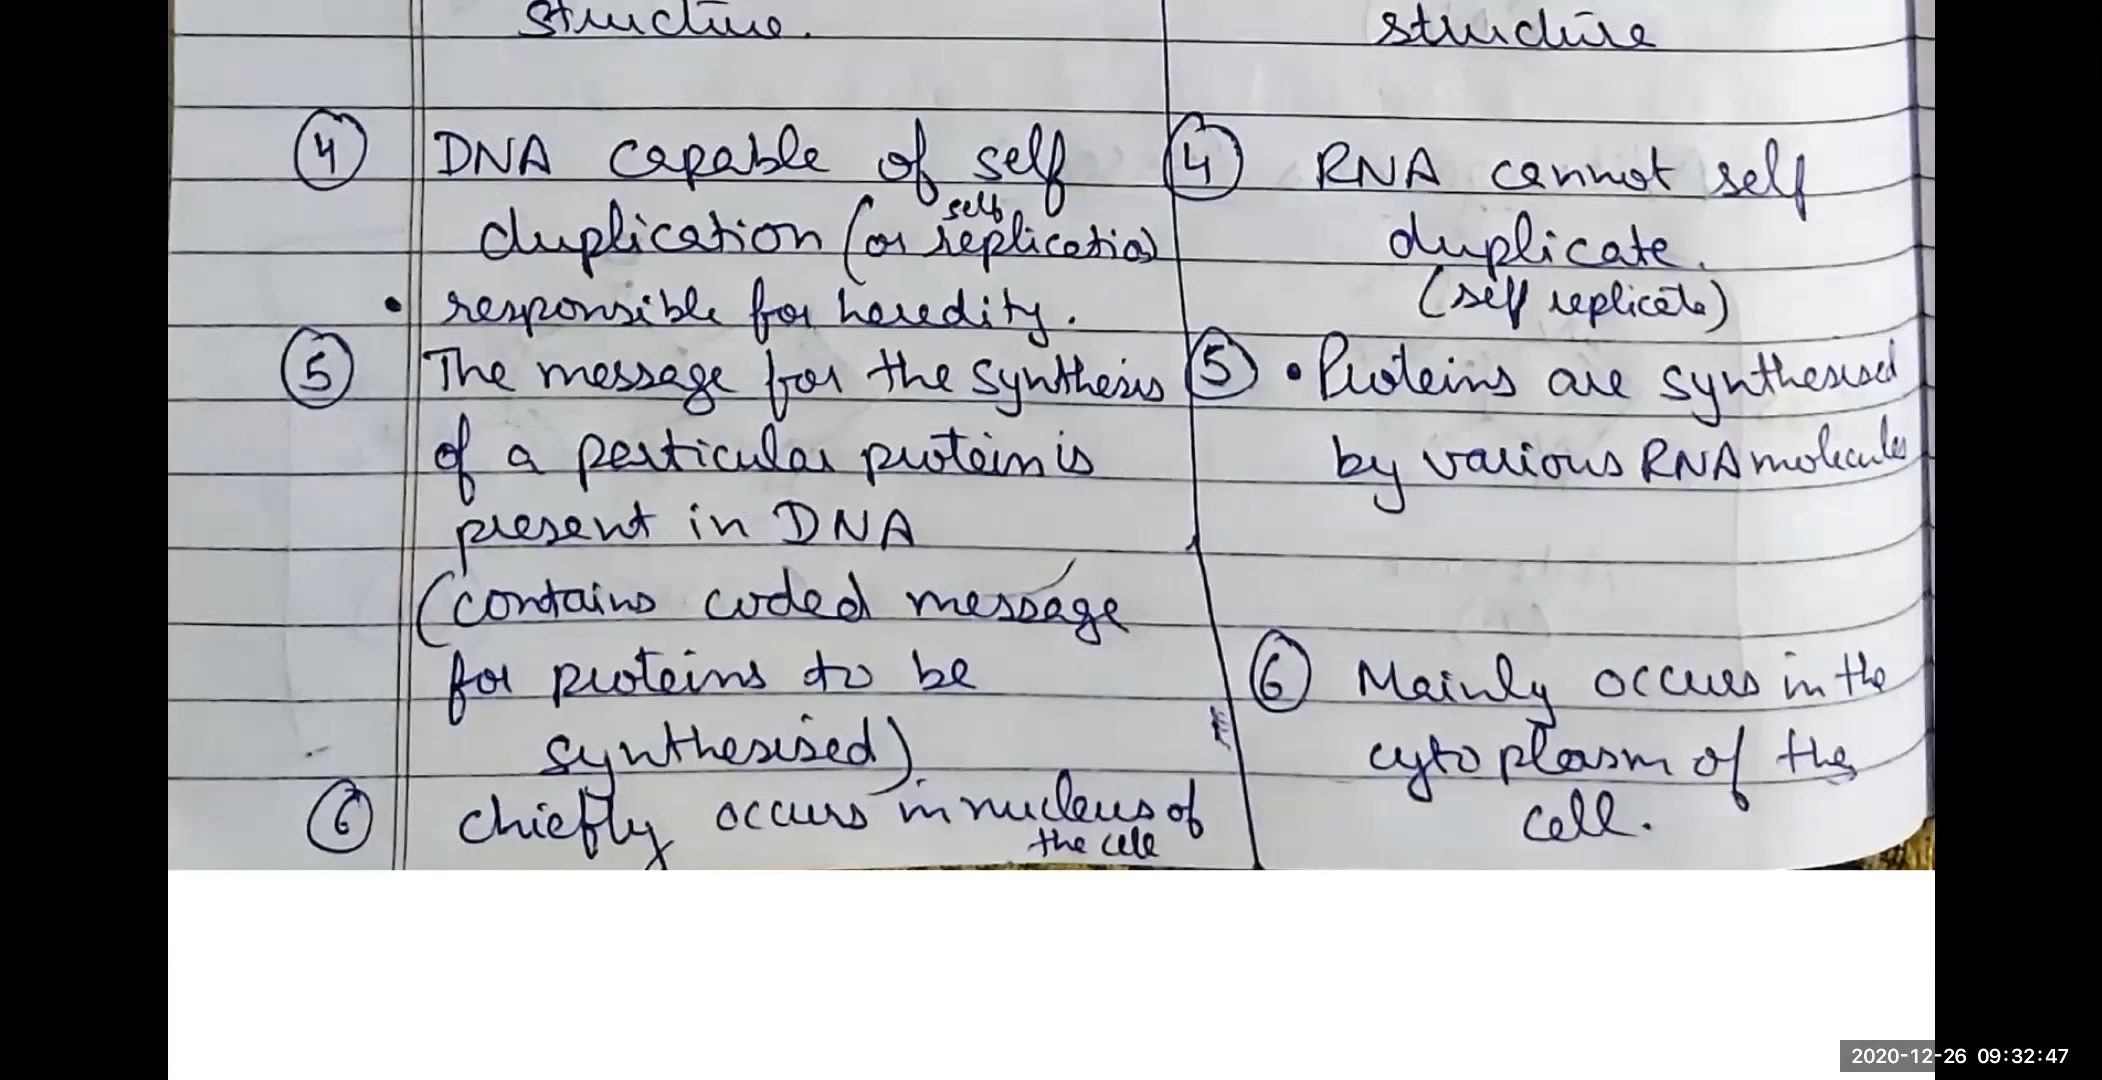 structure.
④ DNA capable of self
duplication (or self replication)
• responsible for heredity.
⑤ The message for the synthesis
of a particular protein is
present in DNA
(contains coded message
for proteins to be
synthesised).
⑥ chiefly occurs in nucleus of
the cell
structure
④ RNA cannot self
duplicate.
(self replicate)
⑤ • Proteins are synthesised
by various RNA molecules
⑥ Mainly occurs in the
cytoplasm of the
cell.
2020-12-26 09:32:47